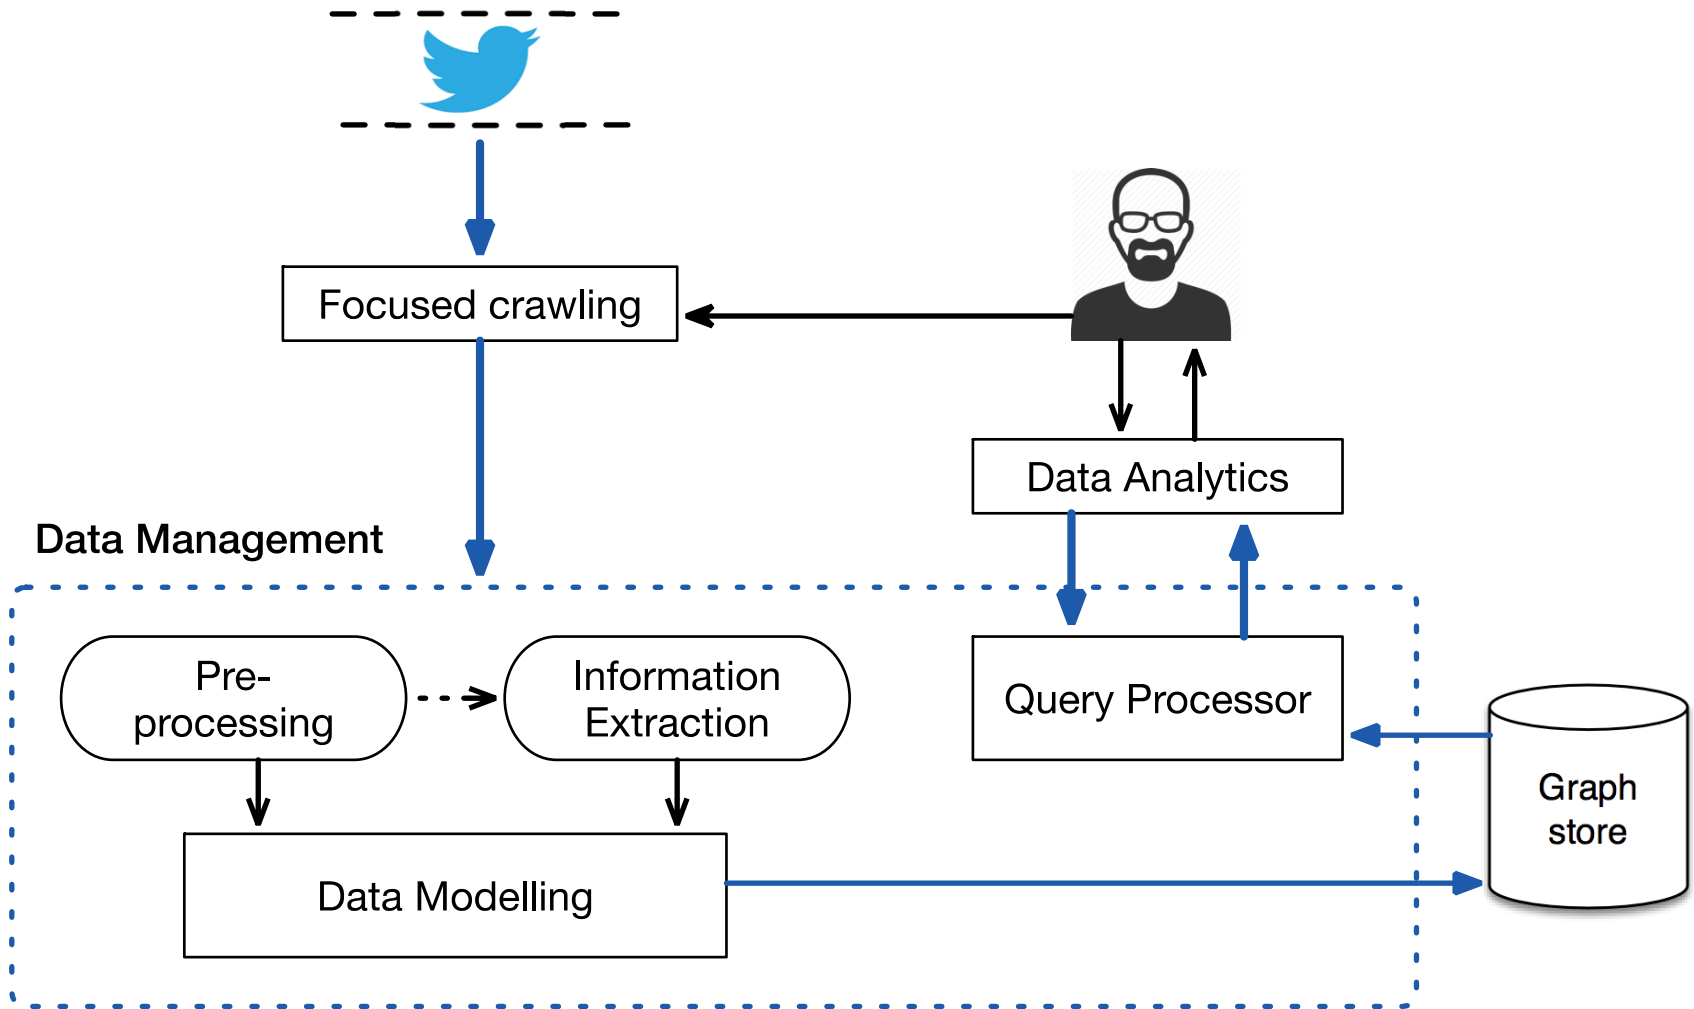 Focused crawling
Data Analytics
Data Management
Pre-
processing
Information
Extraction
Query Processor
Graph
store
Data Modelling